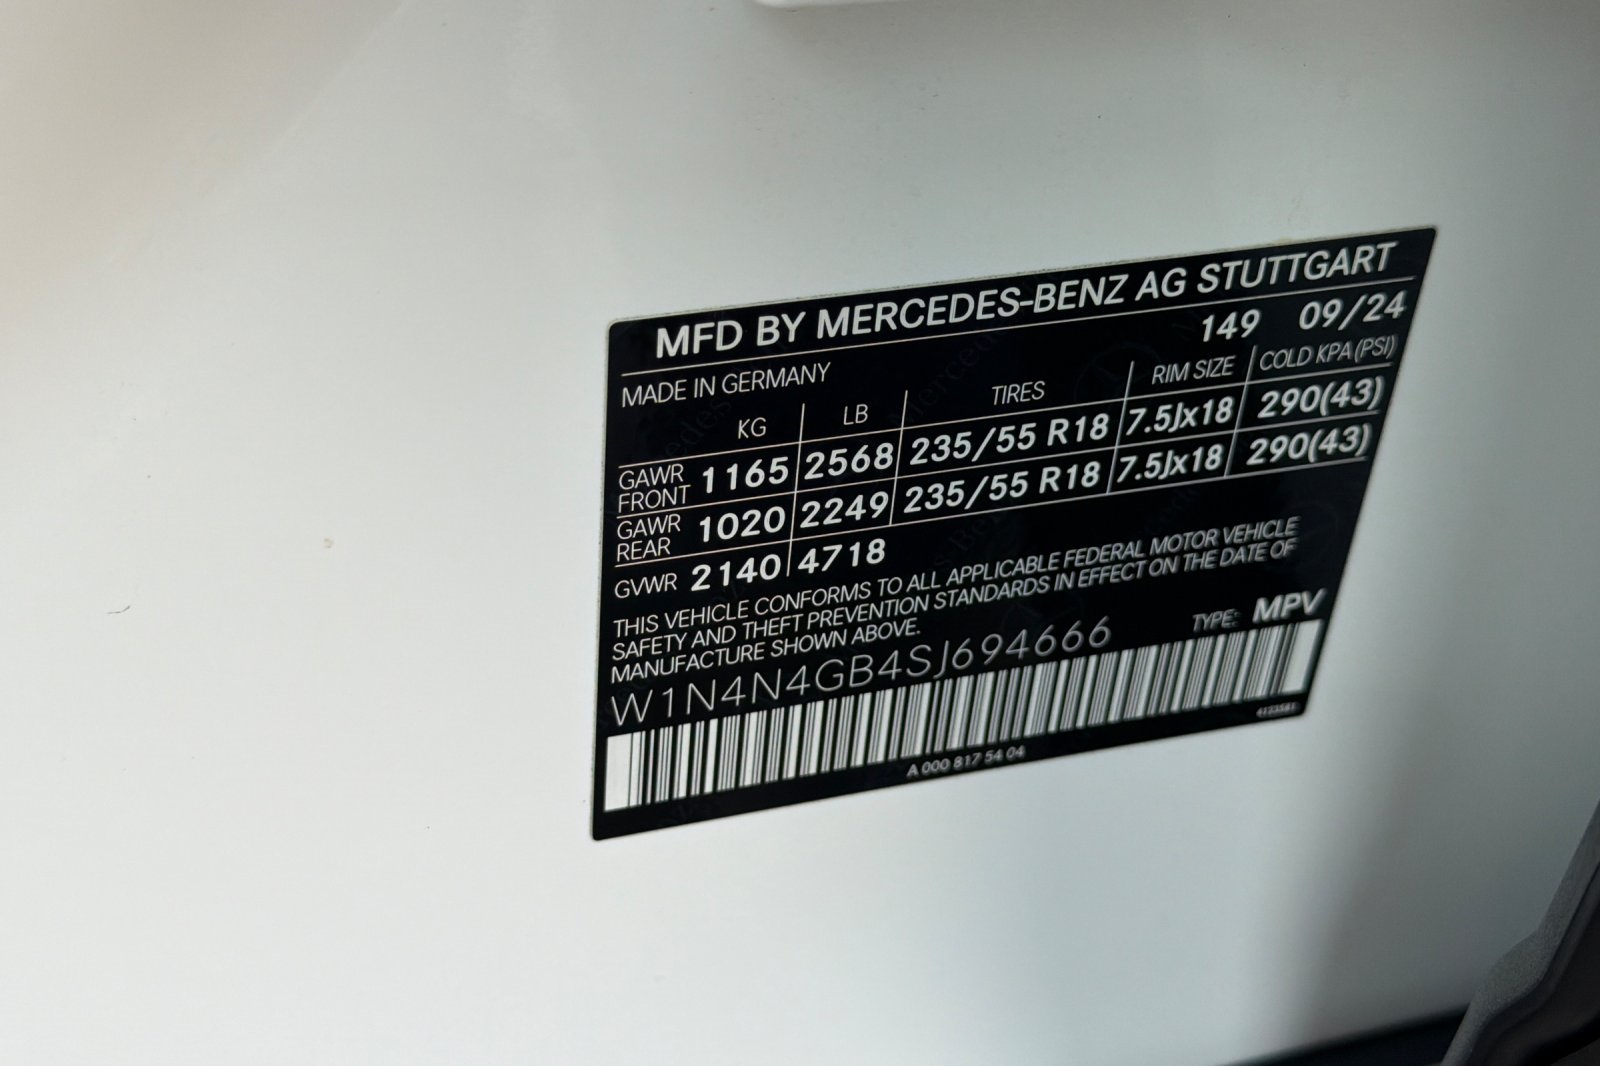 MFD BY MERCEDES-BENZ AG STUTTGART
MADE IN GERMANY 149 09/24
KG LB TIRES RIM SIZE COLD KPA (PSI)
GAWR FRONT 1165 2568 235/55 R18 7.5Jx18 290(43)
GAWR REAR 1020 2249 235/55 R18 7.5Jx18 290(43)
GVWR 2140 4718
THIS VEHICLE CONFORMS TO ALL APPLICABLE FEDERAL MOTOR VEHICLE
SAFETY AND THEFT PREVENTION STANDARDS IN EFFECT ON THE DATE OF
MANUFACTURE SHOWN ABOVE.
TYPE: MPV
W1N4N4GB4SJ694666
A 000 817 54 04